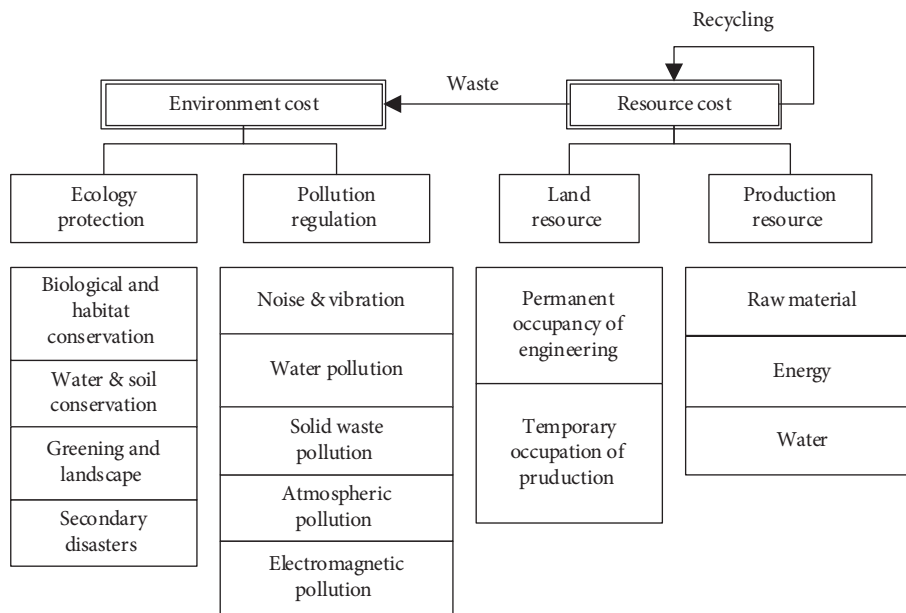 Recycling
Waste
Environment cost
Resource cost
Ecology
protection
Pollution
regulation
Land
resource
Production
resource
Biological and
habitat
conservation
Water & soil
conservation
Greening and
landscape
Secondary
disasters
Noise & vibration
Water pollution
Solid waste
pollution
Atmospheric
pollution
Electromagnetic
pollution
Permanent
occupancy of
engineering
Temporary
occupation of
pruduction
Raw material
Energy
Water